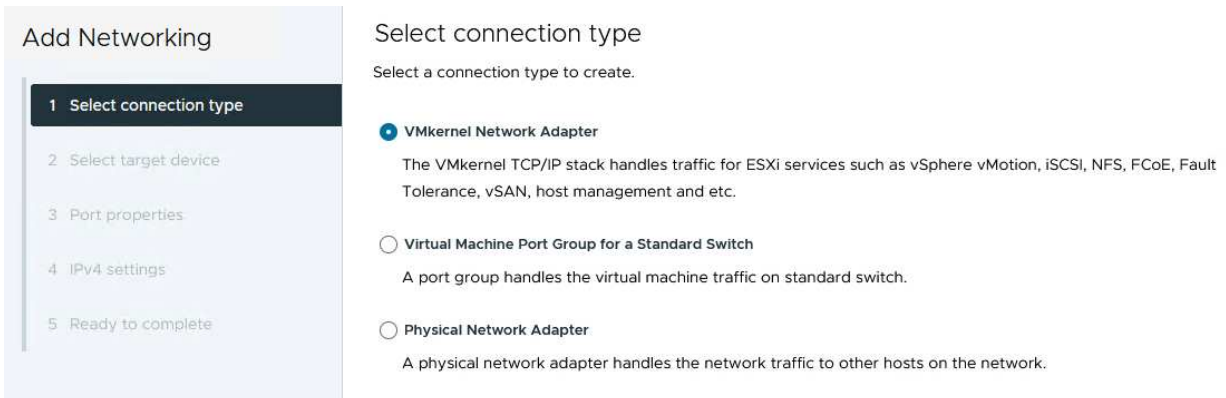 Add Networking
1 Select connection type
2 Select target device
3 Port properties
4 IPv4 settings
5 Ready to complete
Select connection type
Select a connection type to create.
VMkernel Network Adapter
The VMkernel TCP/IP stack handles traffic for ESXi services such as vSphere vMotion, iSCSI, NFS, FCoE, Fault
Tolerance, vSAN, host management and etc.
Virtual Machine Port Group for a Standard Switch
A port group handles the virtual machine traffic on standard switch.
Physical Network Adapter
A physical network adapter handles the network traffic to other hosts on the network.